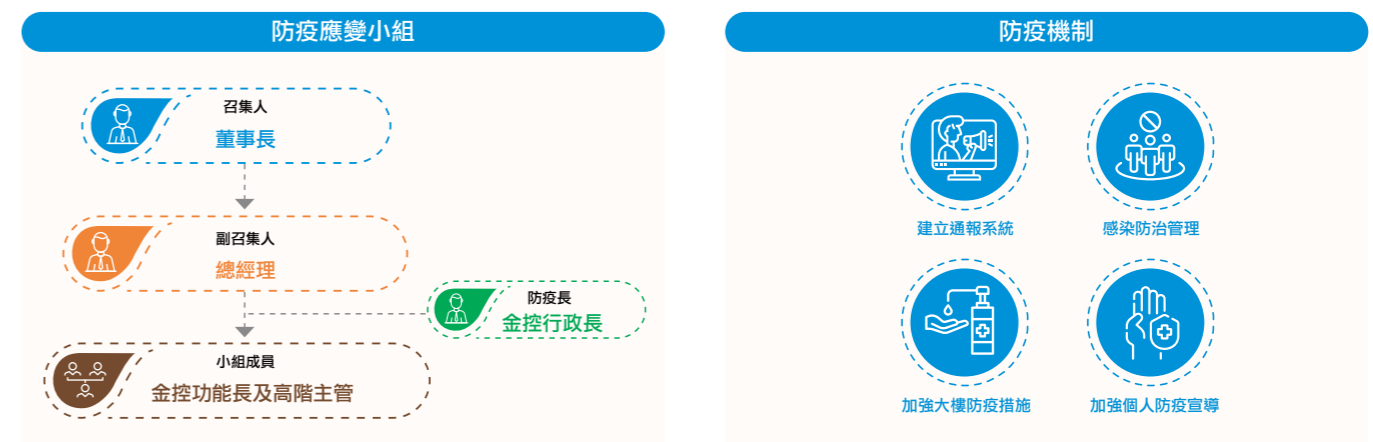 防疫應變小組
召集人
董事長
副召集人
總經理
防疫長
金控行政長
小組成員
金控功能長及高階主管
防疫機制
建立通報系統
感染防治管理
加強大樓防疫措施
加強個人防疫宣導